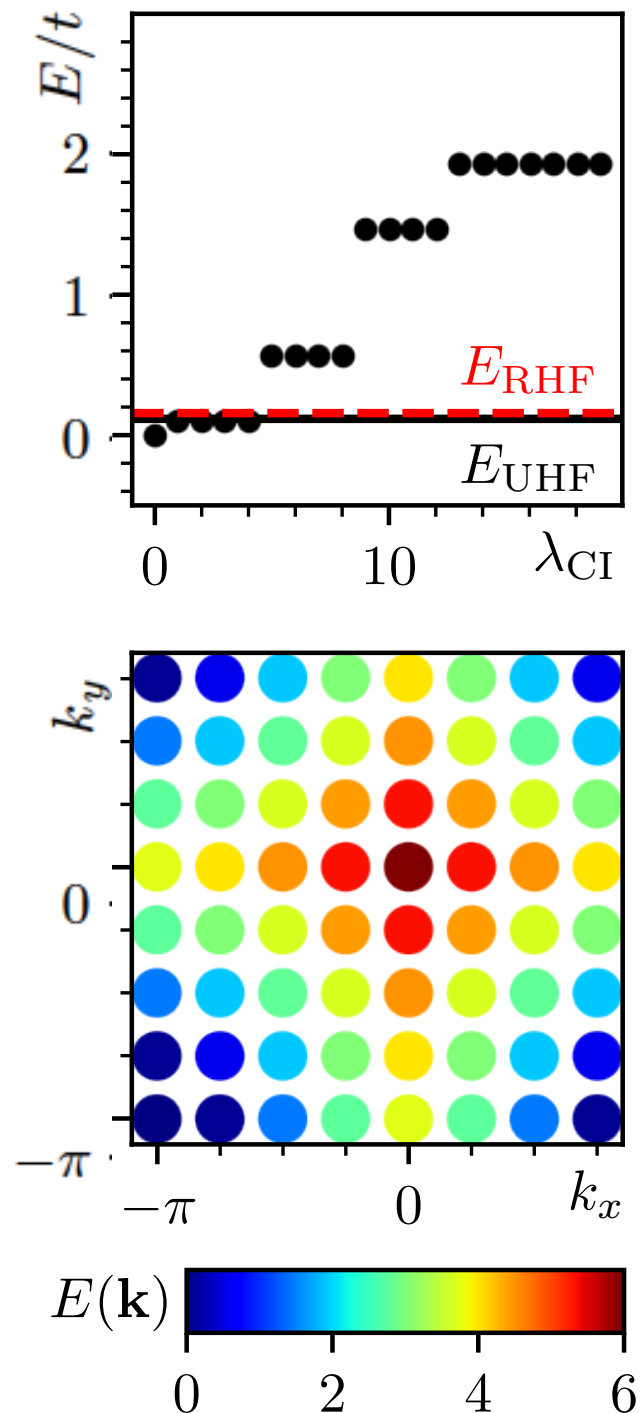 E/t
2
1
E_RHF
0
E_UHF
0 10 λ_CI
k_y
0
−π
−π 0 k_x
E(k)
0 2 4 6